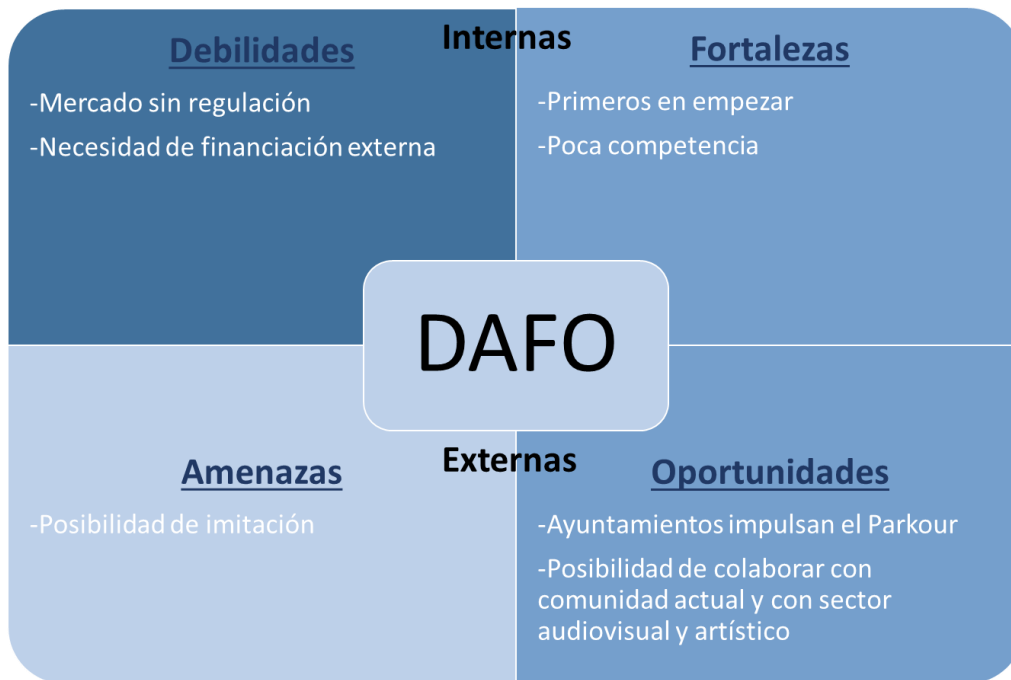 Internas
Debilidades
-Mercado sin regulación
-Necesidad de financiación externa
Fortalezas
-Primeros en empezar
-Poca competencia
DAFO
Externas
Amenazas
-Posibilidad de imitación
Oportunidades
-Ayuntamientos impulsan el Parkour
-Posibilidad de colaborar con
comunidad actual y con sector
audiovisual y artístico